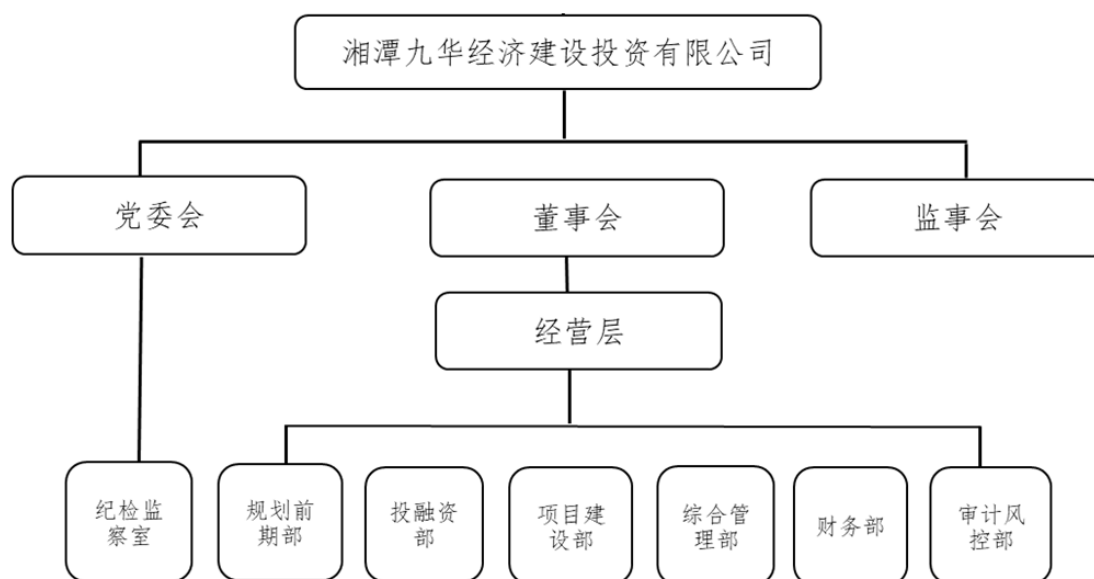 湘潭九华经济建设投资有限公司
党委会
董事会
监事会
经营层
纪检监
察室
规划前
期部
投融资
部
项目建
设部
综合管
理部
财务部
审计风
控部